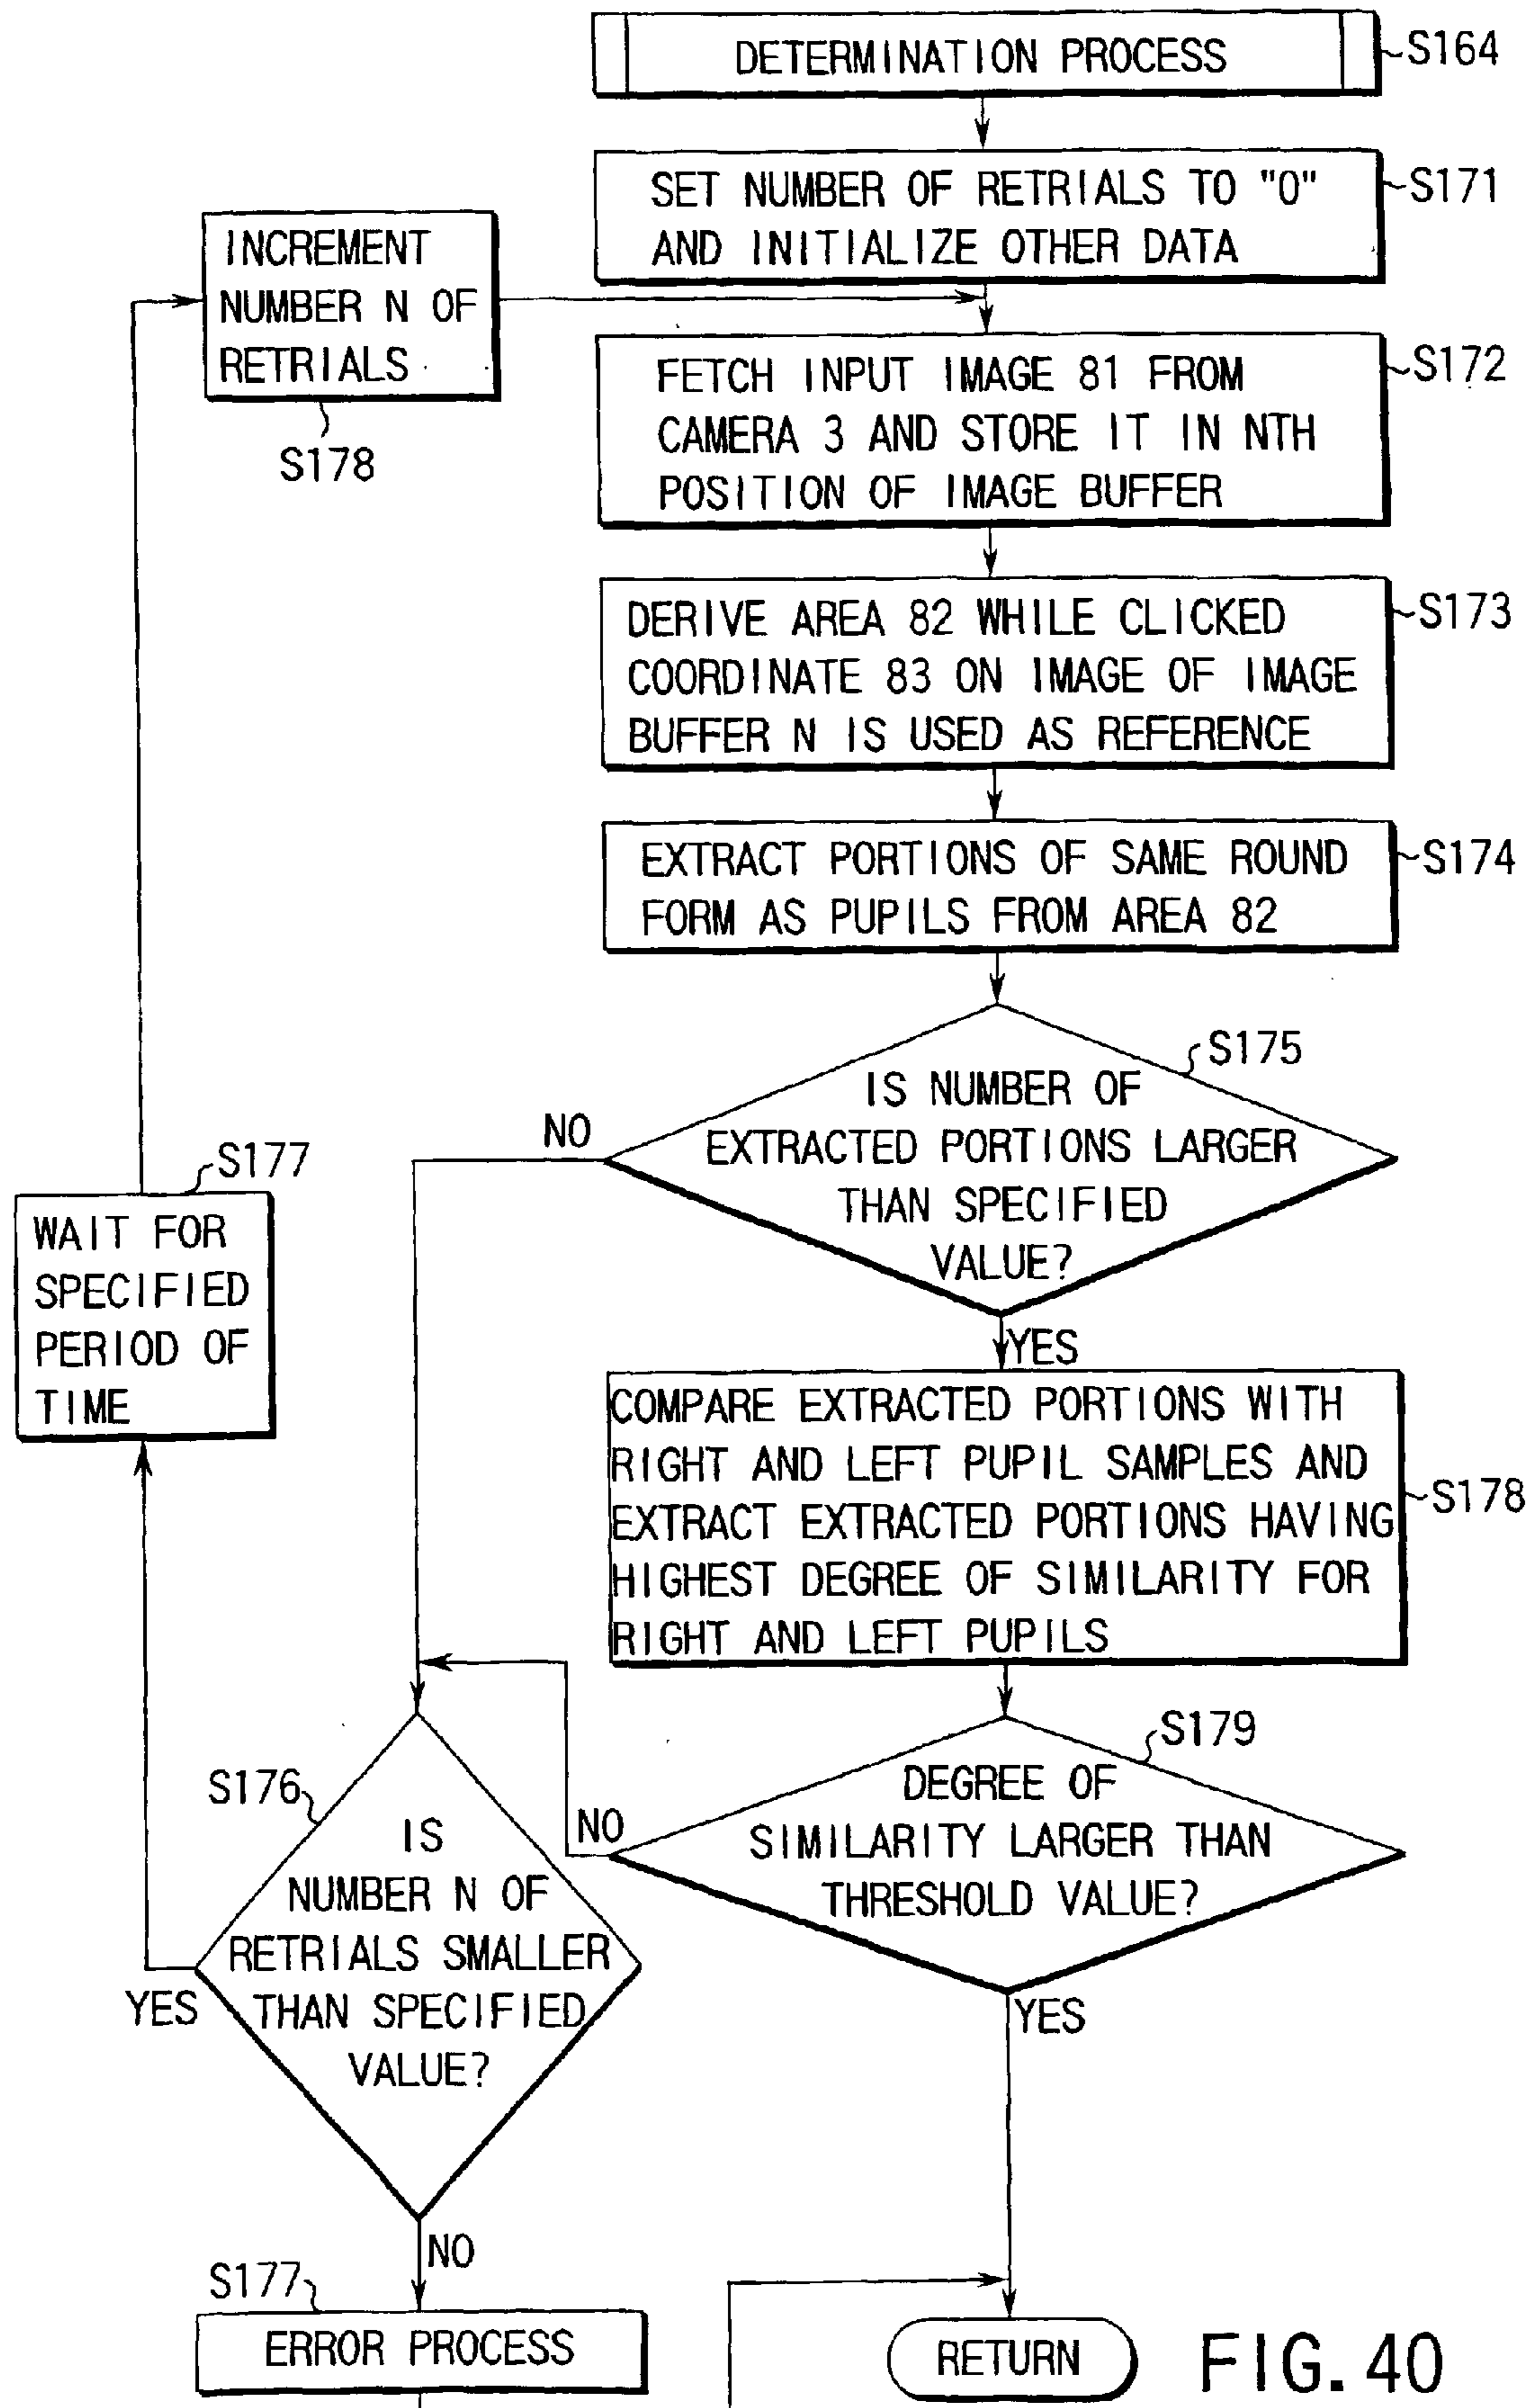 DETERMINATION PROCESS
S164
SET NUMBER OF RETRIALS TO "0"
AND INITIALIZE OTHER DATA
S171
INCREMENT
NUMBER N OF
RETRIALS
S178
FETCH INPUT IMAGE 81 FROM
CAMERA 3 AND STORE IT IN NTH
POSITION OF IMAGE BUFFER
S172
DERIVE AREA 82 WHILE CLICKED
COORDINATE 83 ON IMAGE OF IMAGE
BUFFER N IS USED AS REFERENCE
S173
EXTRACT PORTIONS OF SAME ROUND
FORM AS PUPILS FROM AREA 82
S174
IS NUMBER OF
EXTRACTED PORTIONS LARGER
THAN SPECIFIED
VALUE?
S175
NO
YES
S177
WAIT FOR
SPECIFIED
PERIOD OF
TIME
COMPARE EXTRACTED PORTIONS WITH
RIGHT AND LEFT PUPIL SAMPLES AND
EXTRACT EXTRACTED PORTIONS HAVING
HIGHEST DEGREE OF SIMILARITY FOR
RIGHT AND LEFT PUPILS
S178
S179
DEGREE OF
SIMILARITY LARGER THAN
THRESHOLD VALUE?
NO
YES
S176
IS
NUMBER N OF
RETRIALS SMALLER
THAN SPECIFIED
VALUE?
YES
NO
S177
ERROR PROCESS
RETURN
FIG. 40